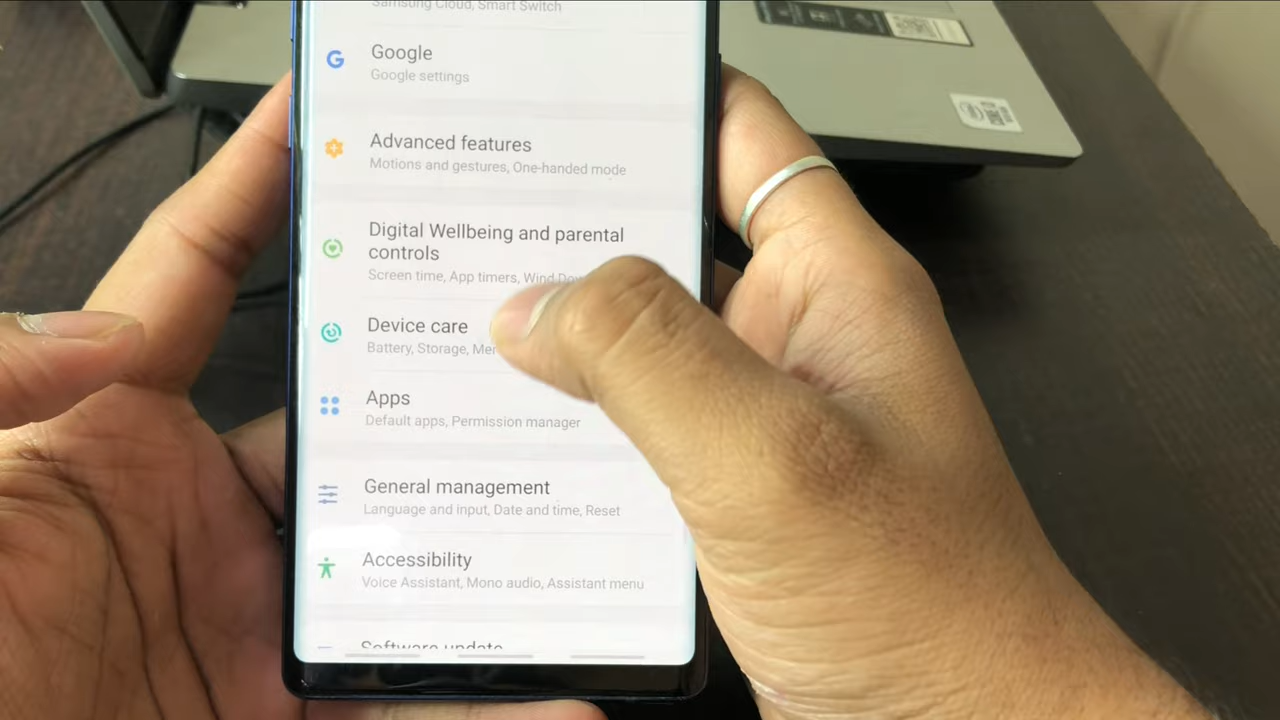 Samsung Cloud, Smart Switch
Google
Google settings
Advanced features
Motions and gestures, One-handed mode
Digital Wellbeing and parental
controls
Screen time, App timers, Wind
Device care
Battery, Storage,
Apps
Default apps, Permission manager
General management
Language and input, Date and time, Reset
Accessibility
Voice Assistant, Mono audio, Assistant menu
Software update